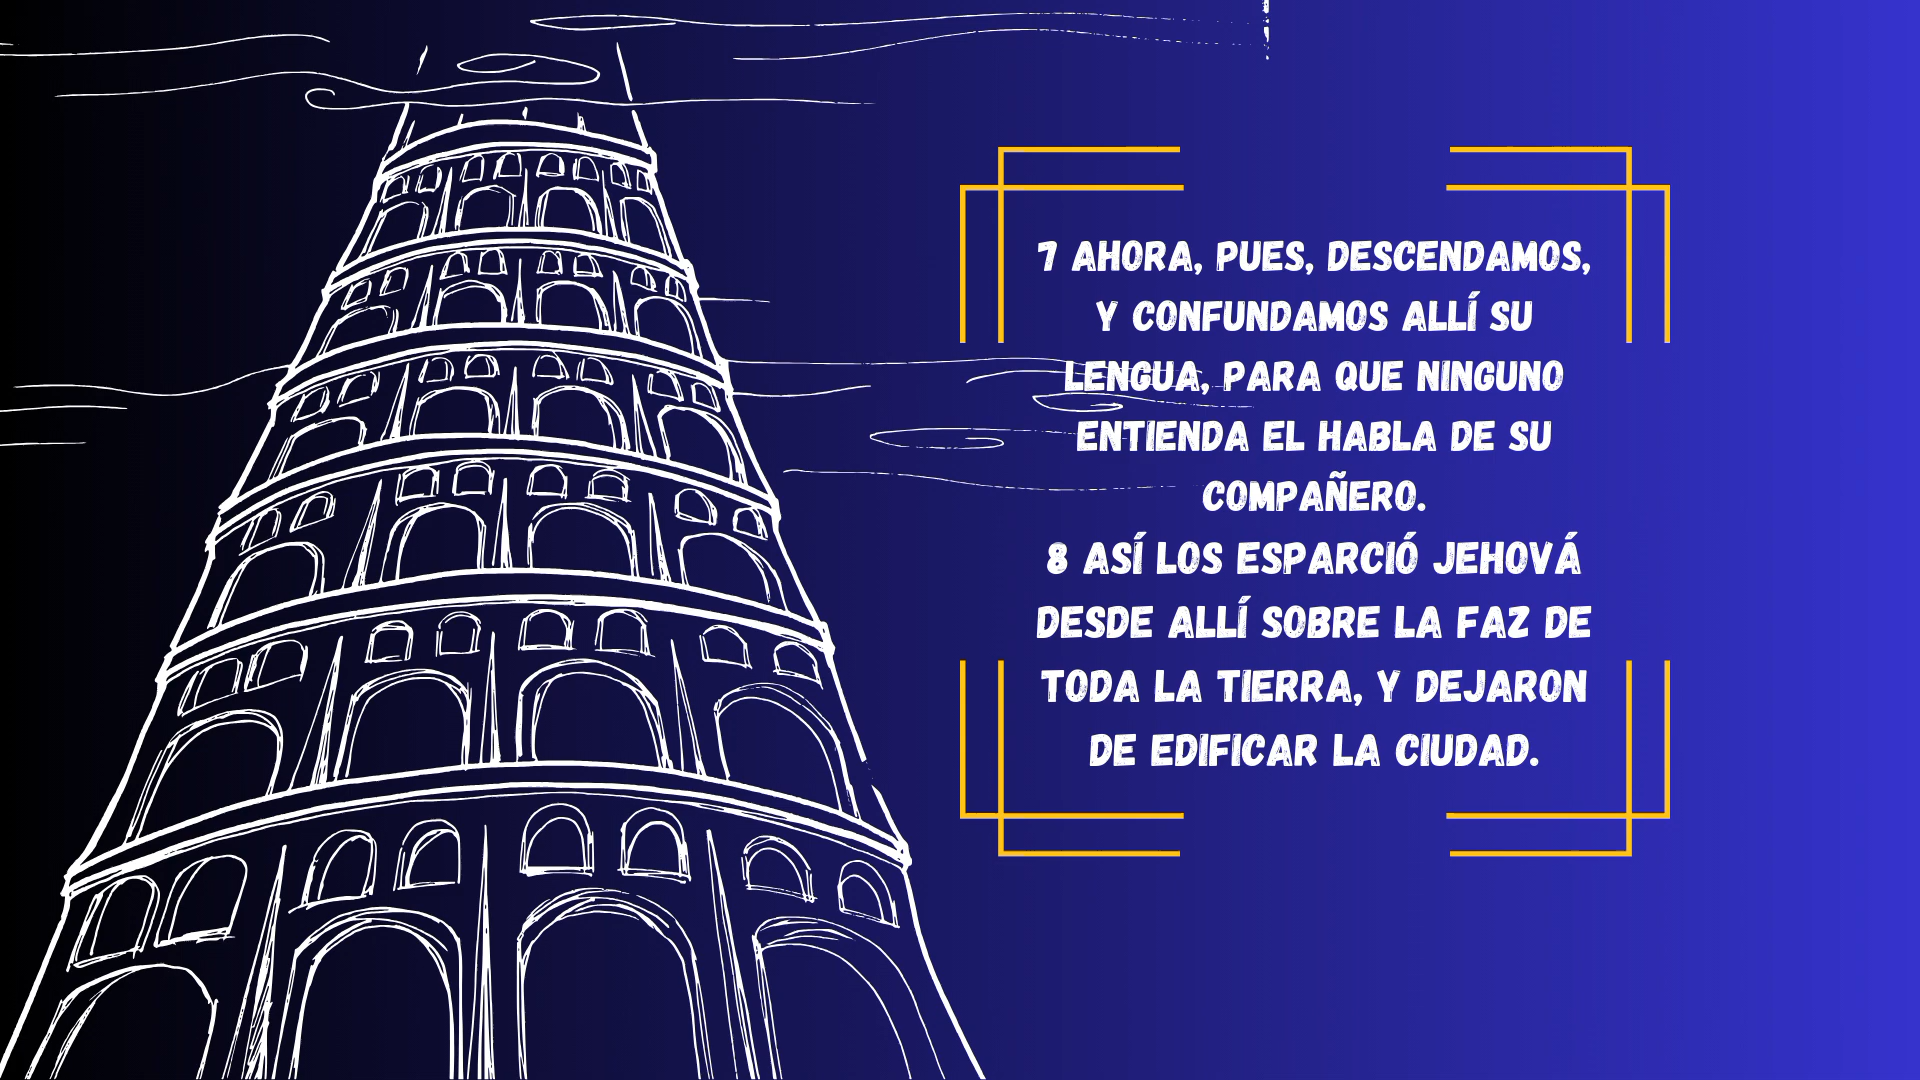 7 AHORA, PUES, DESCENDAMOS,
Y CONFUNDAMOS ALLÍ SU
LENGUA, PARA QUE NINGUNO
ENTIENDA EL HABLA DE SU
COMPAÑERO.
8 ASÍ LOS ESPARCIÓ JEHOVÁ
DESDE ALLÍ SOBRE LA FAZ DE
TODA LA TIERRA, Y DEJARON
DE EDIFICAR LA CIUDAD.